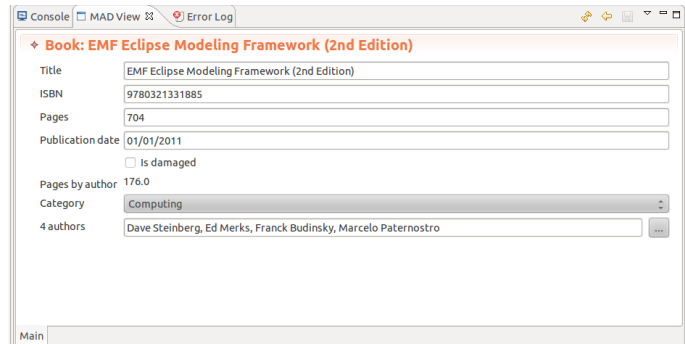 Console MAD View Error Log
Book: EMF Eclipse Modeling Framework (2nd Edition)
Title EMF Eclipse Modeling Framework (2nd Edition)
ISBN 9780321331885
Pages 704
Publication date 01/01/2011
Is damaged
Pages by author 176.0
Category Computing
4 authors Dave Steinberg, Ed Merks, Franck Budinsky, Marcelo Paternostro ...
Main